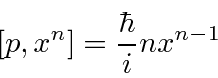 [p, x^n] = \frac{\hbar}{i} n x^{n-1}